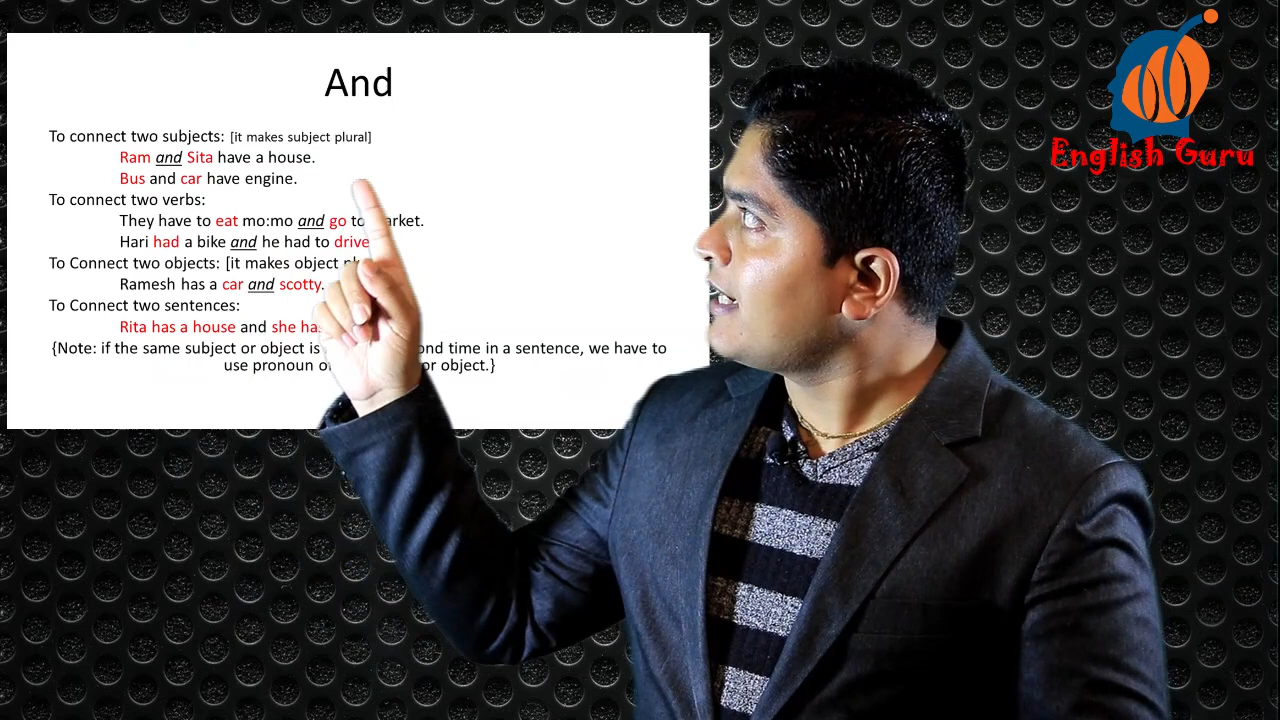 And
To connect two subjects: [it makes subject plural]
Ram and Sita have a house.
Bus and car have engine.
To connect two verbs:
They have to eat mo:mo and go to arket.
Hari had a bike and he had to drive
To Connect two objects: [it makes object
Ramesh has a car and scotty.
To Connect two sentences:
Rita has a house and she has
{Note: if the same subject or object is time in a sentence, we have to
use pronoun or object.}
English Guru